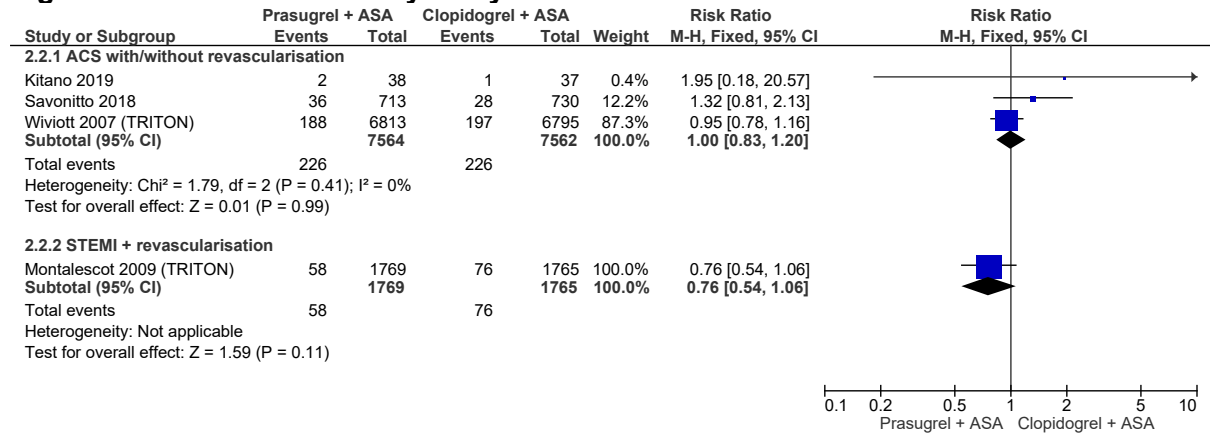 Prasugrel + ASA Clopidogrel + ASA Risk Ratio Risk Ratio
Study or Subgroup Events Total Events Total Weight M-H, Fixed, 95% CI M-H, Fixed, 95% CI
2.2.1 ACS with/without revascularisation
Kitano 2019 2 38 1 37 0.4% 1.95 [0.18, 20.57]
Savonitto 2018 36 713 28 730 12.2% 1.32 [0.81, 2.13]
Wiviott 2007 (TRITON) 188 6813 197 6795 87.3% 0.95 [0.78, 1.16]
Subtotal (95% CI) 7564 7562 100.0% 1.00 [0.83, 1.20]
Total events 226 226
Heterogeneity: Chi² = 1.79, df = 2 (P = 0.41); I² = 0%
Test for overall effect: Z = 0.01 (P = 0.99)
2.2.2 STEMI + revascularisation
Montalescot 2009 (TRITON) 58 1769 76 1765 100.0% 0.76 [0.54, 1.06]
Subtotal (95% CI) 1769 1765 100.0% 0.76 [0.54, 1.06]
Total events 58 76
Heterogeneity: Not applicable
Test for overall effect: Z = 1.59 (P = 0.11)
0.1 0.2 0.5 1 2 5 10
Prasugrel + ASA Clopidogrel + ASA